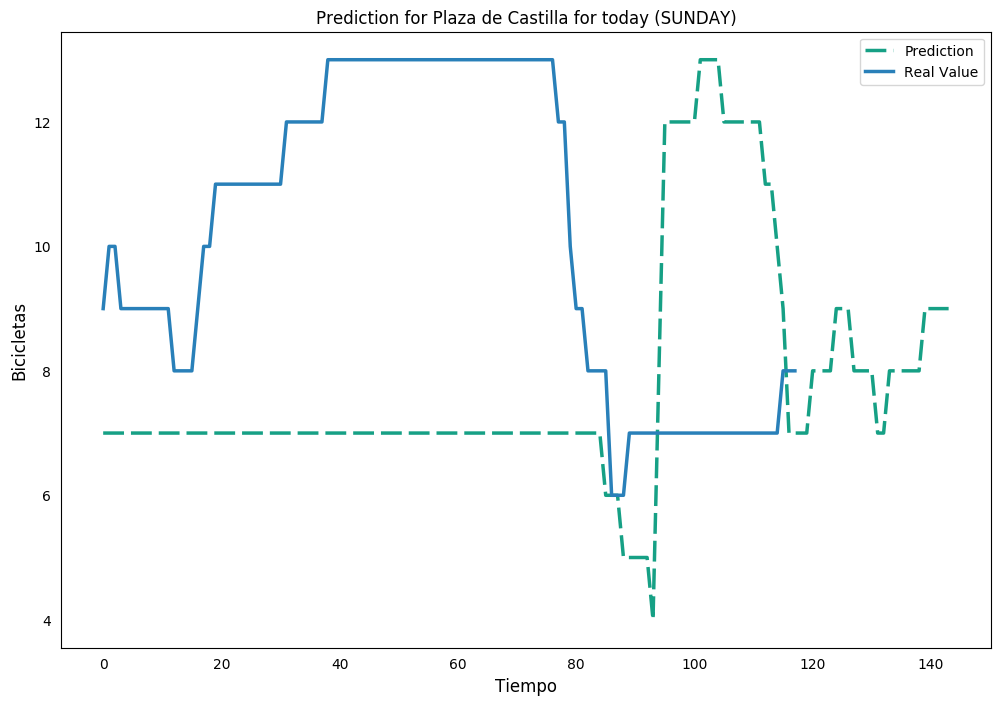 Prediction for Plaza de Castilla for today (SUNDAY)
Prediction
Real Value
Bicicletas
12
10
8
6
4
0 20 40 60 80 100 120 140
Tiempo